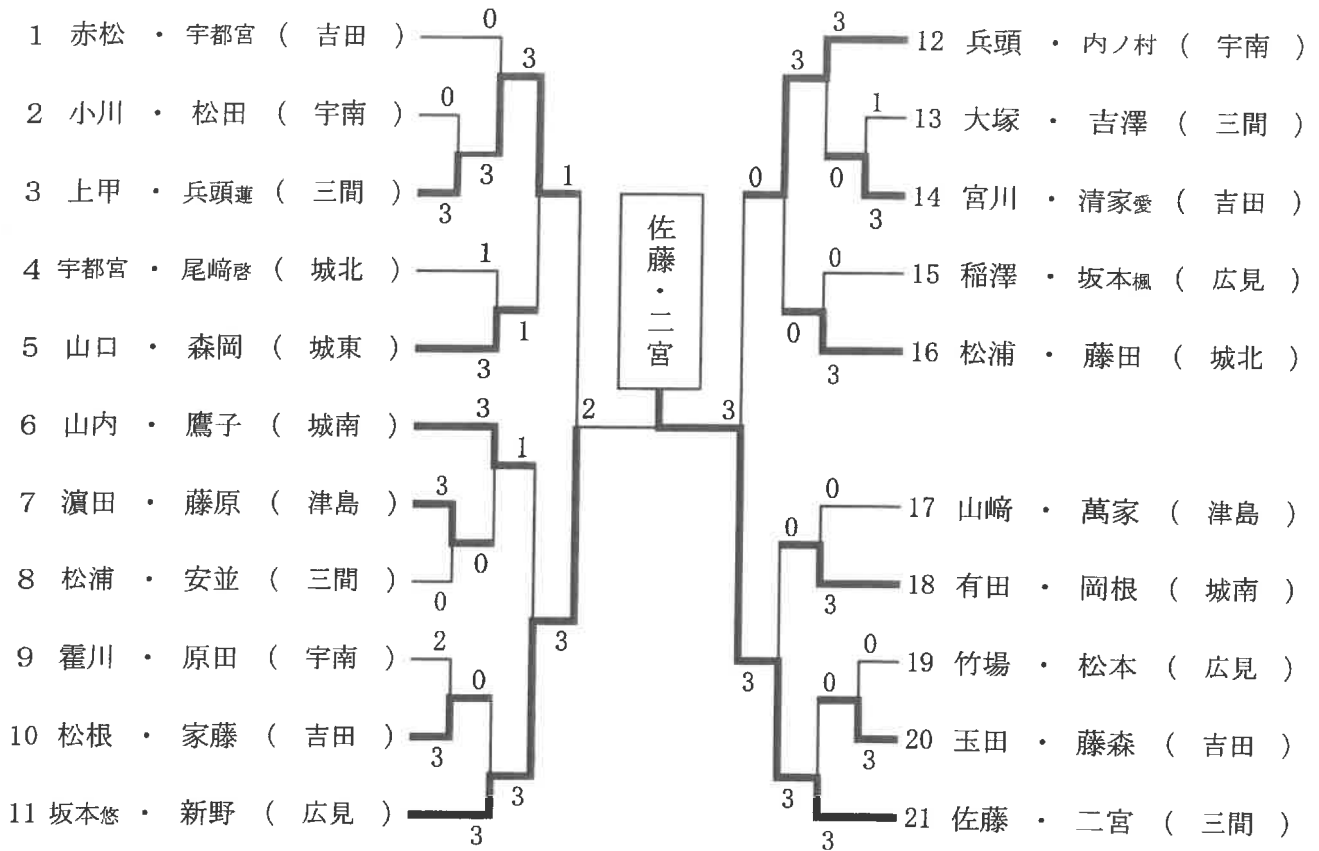 1 赤松 ・ 宇都宮 ( 吉田 )
0
3
2 小川 ・ 松田 ( 宇南 )
0
3
3 上甲 ・ 兵頭蓮 ( 三間 )
3
1
4 宇都宮 ・ 尾﨑啓 ( 城北 )
1
1
5 山口 ・ 森岡 ( 城東 )
3
6 山内 ・ 鷹子 ( 城南 )
3
1
7 濵田 ・ 藤原 ( 津島 )
3
0
8 松浦 ・ 安並 ( 三間 )
0
3
9 霍川 ・ 原田 ( 宇南 )
2
0
10 松根 ・ 家藤 ( 吉田 )
3
3
11 坂本悠 ・ 新野 ( 広見 )
3
佐藤・二宮
2
3
3
3
12 兵頭 ・ 内ノ村 ( 宇南 )
1
13 大塚 ・ 吉澤 ( 三間 )
0
0
3
14 宮川 ・ 清家愛 ( 吉田 )
0
15 稲澤 ・ 坂本楓 ( 広見 )
0
3
16 松浦 ・ 藤田 ( 城北 )
0
17 山﨑 ・ 萬家 ( 津島 )
0
3
18 有田 ・ 岡根 ( 城南 )
3
0
19 竹場 ・ 松本 ( 広見 )
0
3
20 玉田 ・ 藤森 ( 吉田 )
3
3
21 佐藤 ・ 二宮 ( 三間 )